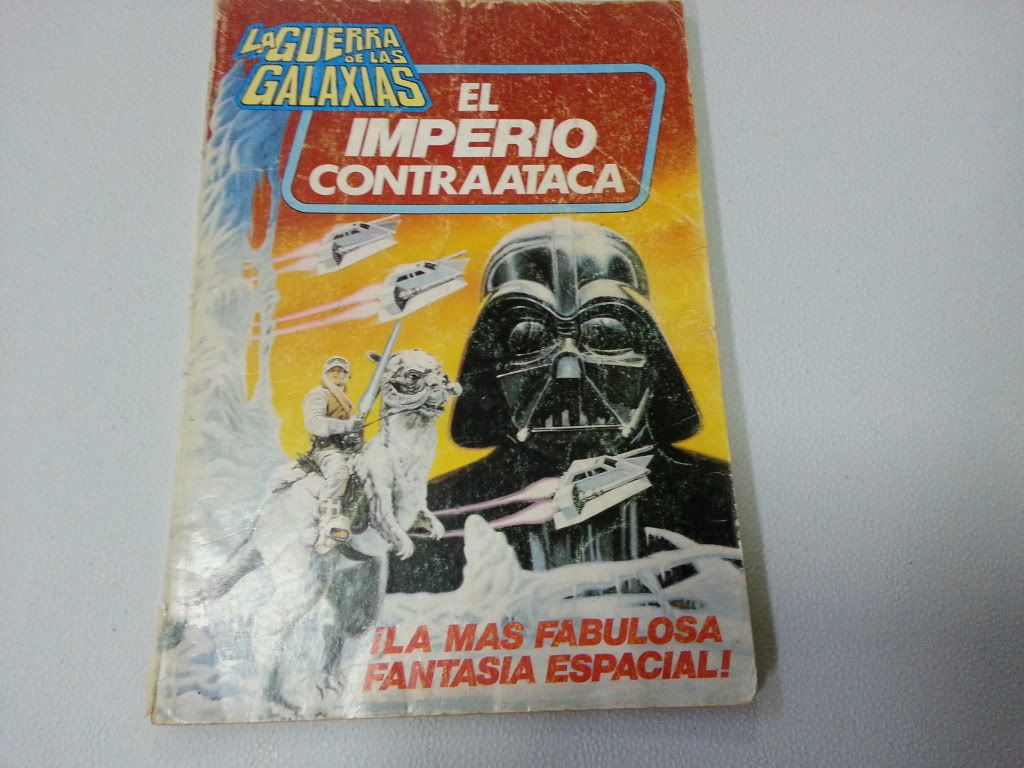 LA GUERRA
DE LAS
GALAXIAS
EL
IMPERIO
CONTRAATACA
¡LA MAS FABULOSA
FANTASIA ESPACIAL!